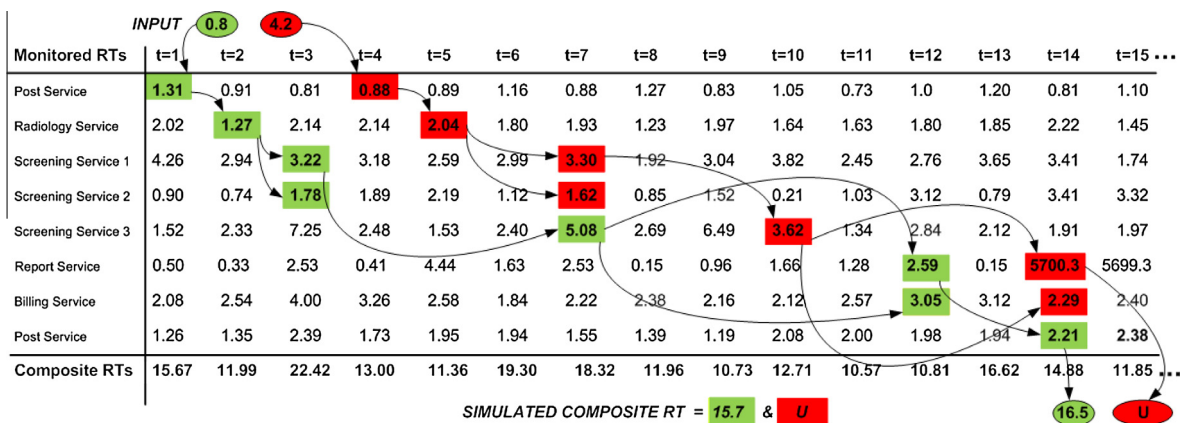 INPUT 0.8 4.2
Monitored RTs t=1 t=2 t=3 t=4 t=5 t=6 t=7 t=8 t=9 t=10 t=11 t=12 t=13 t=14 t=15 ...
Post Service 1.31 0.91 0.81 0.88 0.89 1.16 0.88 1.27 0.83 1.05 0.73 1.0 1.20 0.81 1.10
Radiology Service 2.02 1.27 2.14 2.14 2.04 1.80 1.93 1.23 1.97 1.64 1.63 1.80 1.85 2.22 1.45
Screening Service 1 4.26 2.94 3.22 3.18 2.59 2.99 3.30 1.92 3.04 3.82 2.45 2.76 3.65 3.41 1.74
Screening Service 2 0.90 0.74 1.78 1.89 2.19 1.12 1.62 0.85 1.52 0.21 1.03 3.12 0.79 3.41 3.32
Screening Service 3 1.52 2.33 7.25 2.48 1.53 2.40 5.08 2.69 6.49 3.62 1.34 2.84 2.12 1.91 1.97
Report Service 0.50 0.33 2.53 0.41 4.44 1.63 2.53 0.15 0.96 1.66 1.28 2.59 0.15 5700.3 5699.3
Billing Service 2.08 2.54 4.00 3.26 2.58 1.84 2.22 2.38 2.16 2.12 2.57 3.05 3.12 2.29 2.40
Post Service 1.26 1.35 2.39 1.73 1.95 1.94 1.55 1.39 1.19 2.08 2.00 1.98 1.94 2.21 2.38
Composite RTs 15.67 11.99 22.42 13.00 11.36 19.30 18.32 11.96 10.73 12.71 10.57 10.81 16.62 14.88 11.85 ...
SIMULATED COMPOSITE RT = 15.7 & U 16.5 U